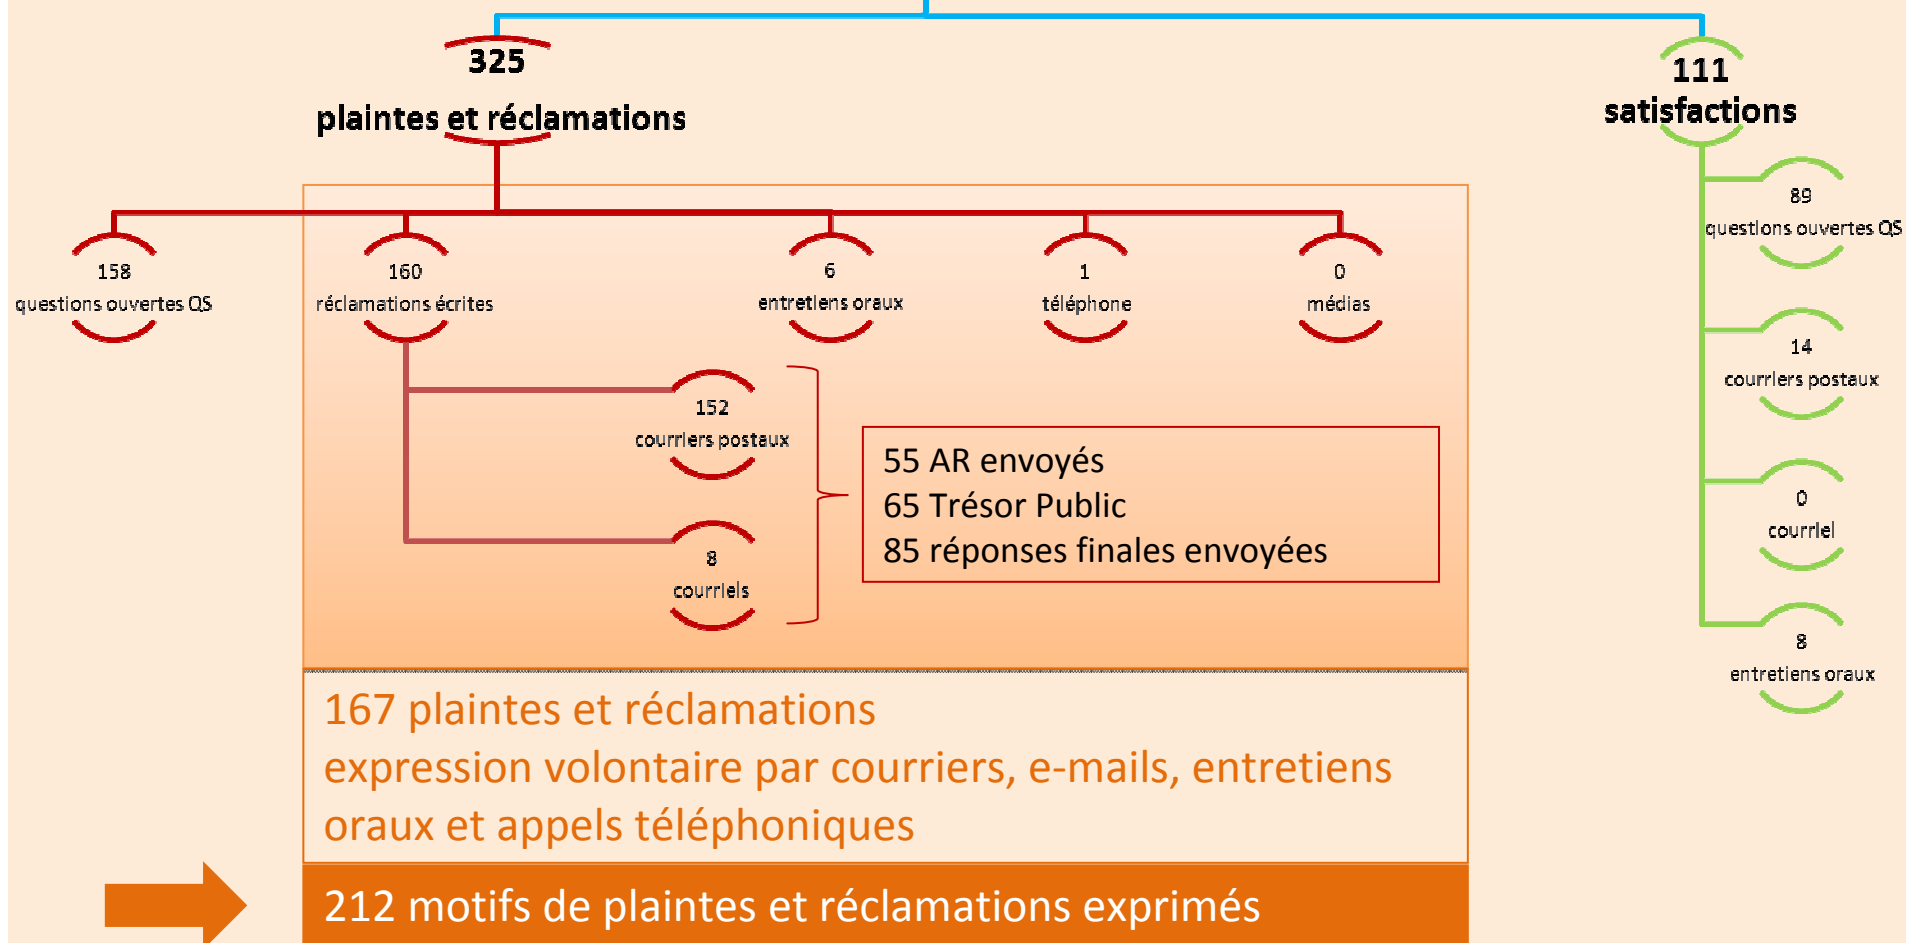 325
plaintes et réclamations
111
satisfactions
158
questions ouvertes QS
160
réclamations écrites
6
entretiens oraux
1
téléphone
0
médias
152
courriers postaux
8
courriels
55 AR envoyés
65 Trésor Public
85 réponses finales envoyées
89
questions ouvertes QS
14
courriers postaux
0
courriel
8
entretiens oraux
167 plaintes et réclamations
expression volontaire par courriers, e-mails, entretiens
oraux et appels téléphoniques
212 motifs de plaintes et réclamations exprimés